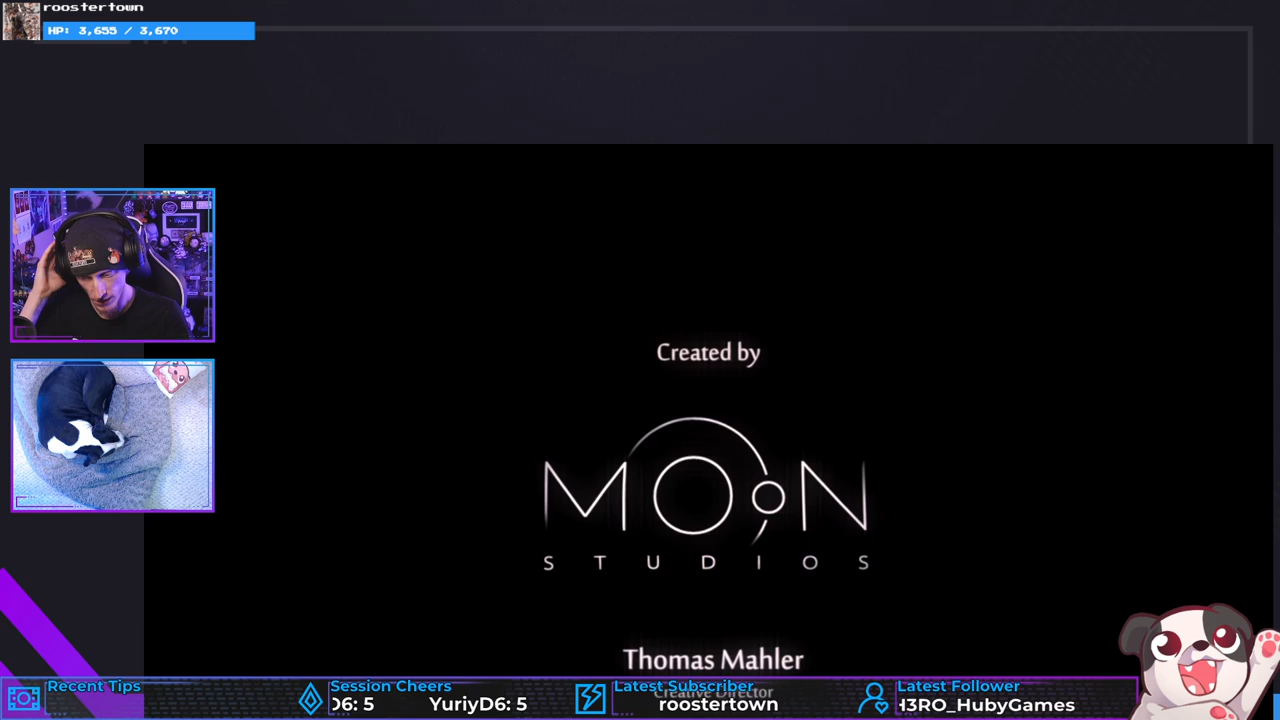 roostertown
HP: 3,655 / 3,670
Created by
MOON
STUDIOS
Thomas Mahler
Creative Director
Recent Tips
Session Cheers
D6: 5 YuriyD6: 5
Latest Subscriber
roostertown
Latest Follower
H3RO_HubyGames